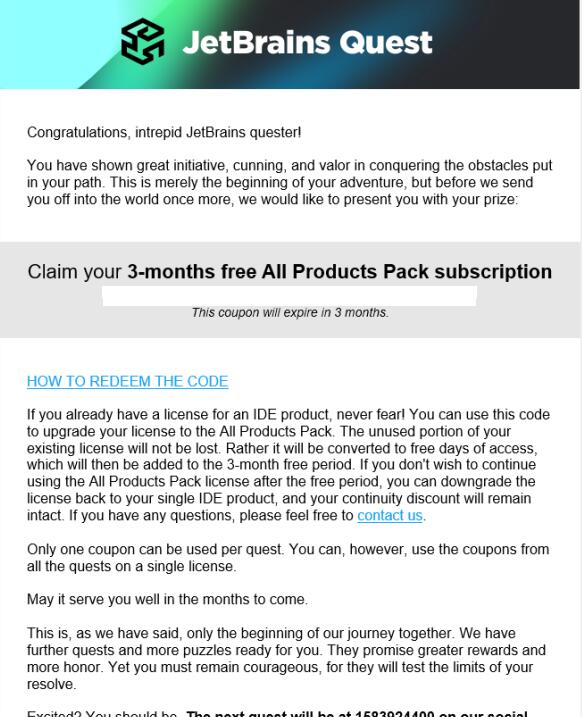 JetBrains Quest
Congratulations, intrepid JetBrains quester!
You have shown great initiative, cunning, and valor in conquering the obstacles put
in your path. This is merely the beginning of your adventure, but before we send
you off into the world once more, we would like to present you with your prize:
Claim your 3-months free All Products Pack subscription
This coupon will expire in 3 months.
HOW TO REDEEM THE CODE
If you already have a license for an IDE product, never fear! You can use this code
to upgrade your license to the All Products Pack. The unused portion of your
existing license will not be lost. Rather it will be converted to free days of access,
which will then be added to the 3-month free period. If you don't wish to continue
using the All Products Pack license after the free period, you can downgrade the
license back to your single IDE product, and your continuity discount will remain
intact. If you have any questions, please feel free to contact us.
Only one coupon can be used per quest. You can, however, use the coupons from
all the quests on a single license.
May it serve you well in the months to come.
This is, as we have said, only the beginning of our journey together. We have
further quests and more puzzles ready for you. They promise greater rewards and
more honor. Yet you must remain courageous, for they will test the limits of your
resolve.
Excited? You should be. The next quest will be at 1583924400 on our social